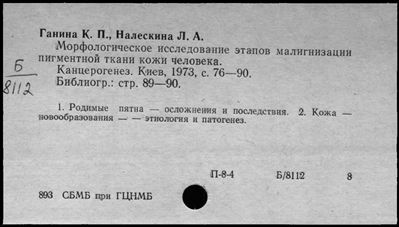 Ганина К. П., Налескина Л. А.
Морфологическое исследование этапов малигнизации
пигментной ткани кожи человека.
Канцерогенез. Киев, 1973, с. 76—90.
Библиогр.: стр. 89—90.
Б
8112
1. Родимые пятна — осложнения и последствия. 2. Кожа —
новообразования — — этиология и патогенез.
П-8-4 Б/8112 8
893 СБМБ при ГЦНМБ